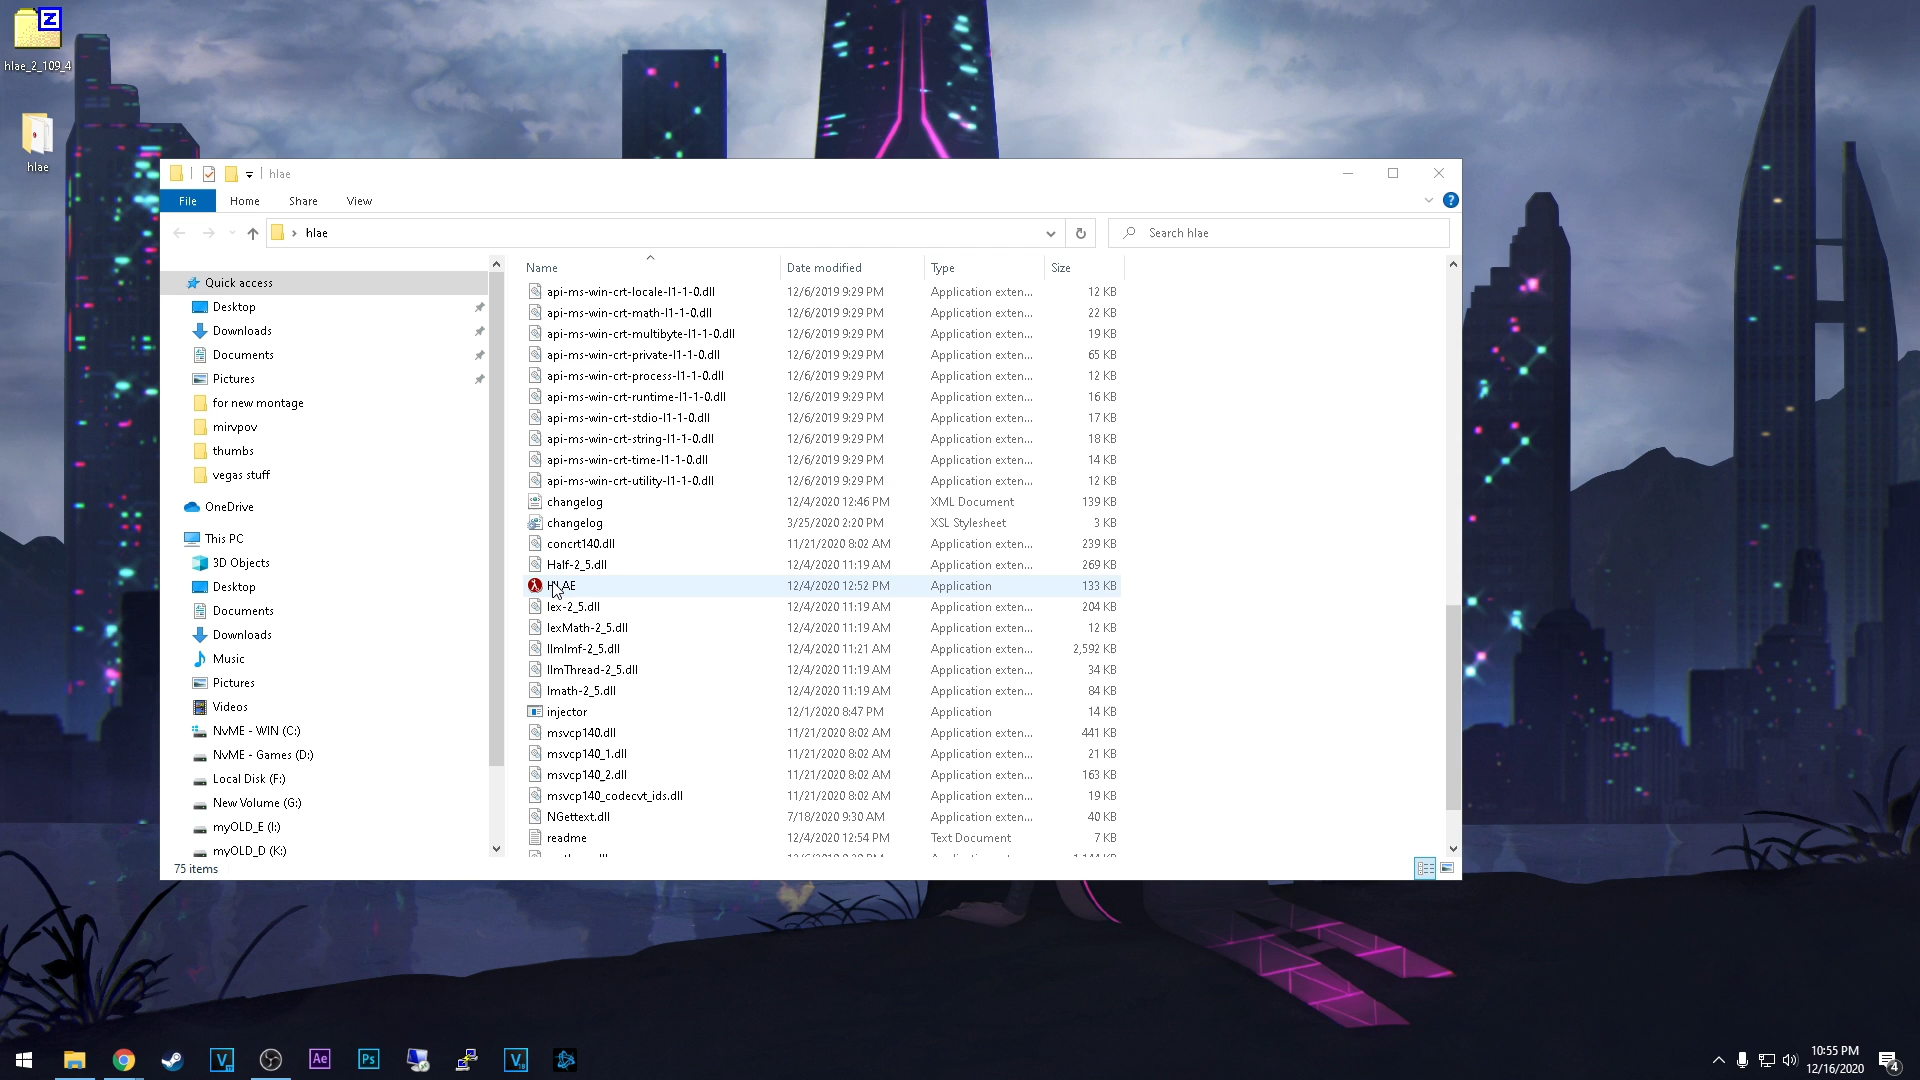 hlae_2_109_4
hlae
hlae
File Home Share View
hlae
Search hlae
Quick access
Desktop
Downloads
Documents
Pictures
for new montage
mirvpov
thumbs
vegas stuff
OneDrive
This PC
3D Objects
Desktop
Documents
Downloads
Music
Pictures
Videos
NvME - WIN (C:)
NvME - Games (D:)
Local Disk (F:)
New Volume (G:)
myOLD_E (I:)
myOLD_D (K:)
Name Date modified Type Size
api-ms-win-crt-locale-l1-1-0.dll 12/6/2019 9:29 PM Application exten... 12 KB
api-ms-win-crt-math-l1-1-0.dll 12/6/2019 9:29 PM Application exten... 22 KB
api-ms-win-crt-multibyte-l1-1-0.dll 12/6/2019 9:29 PM Application exten... 19 KB
api-ms-win-crt-private-l1-1-0.dll 12/6/2019 9:29 PM Application exten... 65 KB
api-ms-win-crt-process-l1-1-0.dll 12/6/2019 9:29 PM Application exten... 12 KB
api-ms-win-crt-runtime-l1-1-0.dll 12/6/2019 9:29 PM Application exten... 16 KB
api-ms-win-crt-stdio-l1-1-0.dll 12/6/2019 9:29 PM Application exten... 17 KB
api-ms-win-crt-string-l1-1-0.dll 12/6/2019 9:29 PM Application exten... 18 KB
api-ms-win-crt-time-l1-1-0.dll 12/6/2019 9:29 PM Application exten... 14 KB
api-ms-win-crt-utility-l1-1-0.dll 12/6/2019 9:29 PM Application exten... 12 KB
changelog 12/4/2020 12:46 PM XML Document 139 KB
changelog 3/25/2020 2:20 PM XSL Stylesheet 3 KB
concrt140.dll 11/21/2020 8:02 AM Application exten... 239 KB
Half-2_5.dll 12/4/2020 11:19 AM Application exten... 269 KB
HLAE 12/4/2020 12:52 PM Application 133 KB
Iex-2_5.dll 12/4/2020 11:19 AM Application exten... 204 KB
IexMath-2_5.dll 12/4/2020 11:19 AM Application exten... 12 KB
IlmImf-2_5.dll 12/4/2020 11:21 AM Application exten... 2,592 KB
IlmThread-2_5.dll 12/4/2020 11:19 AM Application exten... 34 KB
Imath-2_5.dll 12/4/2020 11:19 AM Application exten... 84 KB
injector 12/1/2020 8:47 PM Application 14 KB
msvcp140.dll 11/21/2020 8:02 AM Application exten... 441 KB
msvcp140_1.dll 11/21/2020 8:02 AM Application exten... 21 KB
msvcp140_2.dll 11/21/2020 8:02 AM Application exten... 163 KB
msvcp140_codecvt_ids.dll 11/21/2020 8:02 AM Application exten... 19 KB
NGettext.dll 7/18/2020 9:30 AM Application exten... 40 KB
readme 12/4/2020 12:54 PM Text Document 7 KB
75 items
10:55 PM
12/16/2020
4